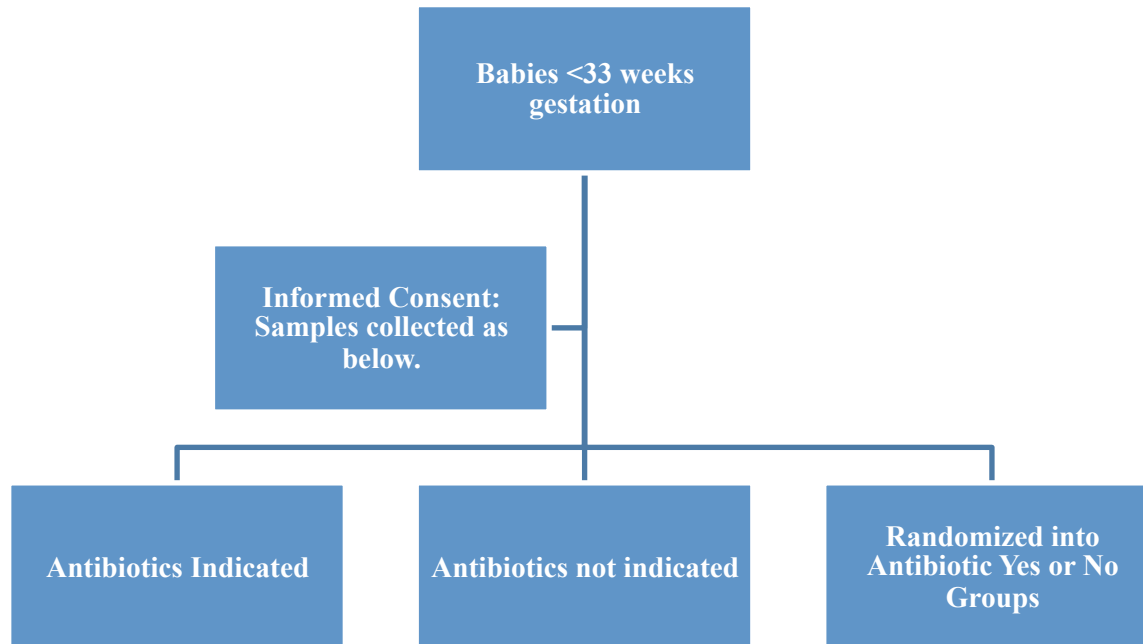 Babies <33 weeks
gestation
Informed Consent:
Samples collected as
below.
Antibiotics Indicated
Antibiotics not indicated
Randomized into
Antibiotic Yes or No
Groups